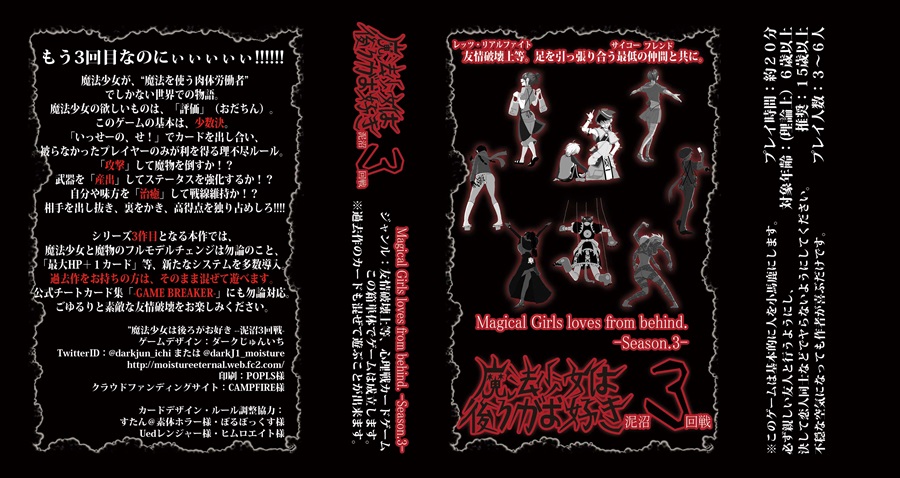 もう3回目なのにぃぃぃぃぃ!!!!!!
魔法少女が、“魔法を使う肉体労働者”
でしかない世界での物語。
魔法少女の欲しいものは、「評価」（おだちん）。
このゲームの基本は、少数決。
「いっせーの、せ！」でカードを出し合い、
被らなかったプレイヤーのみが利を得る理不尽ルール。
「攻撃」して魔物を倒すか！？
武器を「産出」してステータスを強化するか！？
自分や味方を「治癒」して戦線維持か！？
相手を出し抜き、裏をかき、高得点を独り占めしろ!!!!
シリーズ3作目となる本作では、
魔法少女と魔物のフルモデルチェンジは勿論のこと、
「最大HP＋１カード」等、新たなシステムを多数導入。
過去作をお持ちの方は、そのまま混ぜて遊べます。
公式チートカード集「-GAME BREAKER-」にも勿論対応。
ごゆるりと素敵な友情破壊をお楽しみください。
"魔法少女は後ろがお好き -泥沼3回戦-
ゲームデザイン：ダークじゅんいち
TwitterID：@darkjun_ichi または @darkJ1_moisture
http://moistureeternal.web.fc2.com/
印刷：POPLS様
クラウドファンディングサイト：CAMPFIRE様
カードデザイン・ルール調整協力：
すたん＠素体ホラー様・ぽるぽっくす様
Uedレンジャー様・ヒムロエイト様
魔法少女は
後ろがお好き
泥沼3回戦
Magical Girls loves from behind. -Season.3-
ジャンル：友情破壊上等、心理戦カードゲーム
この箱単体でゲームは成立します。
※過去作のカードも混ぜて遊ぶことが出来ます。
レッツ・リアルファイト サイコー フレンド
友情破壊上等。足を引っ張り合う最低の仲間と共に。
Magical Girls loves from behind.
-Season.3-
魔法少女は
後ろがお好き
泥沼3回戦
プレイ時間：約２０分
対象年齢：（理論上）６歳以上
推奨：１５歳以上
プレイ人数：３～６人
※このゲームは基本的に人を小馬鹿にします。
必ず親しい友人と行うようにし、
決して恋人同士などでやらないようにしてください。
不穏な空気になっても作者が喜ぶだけです。